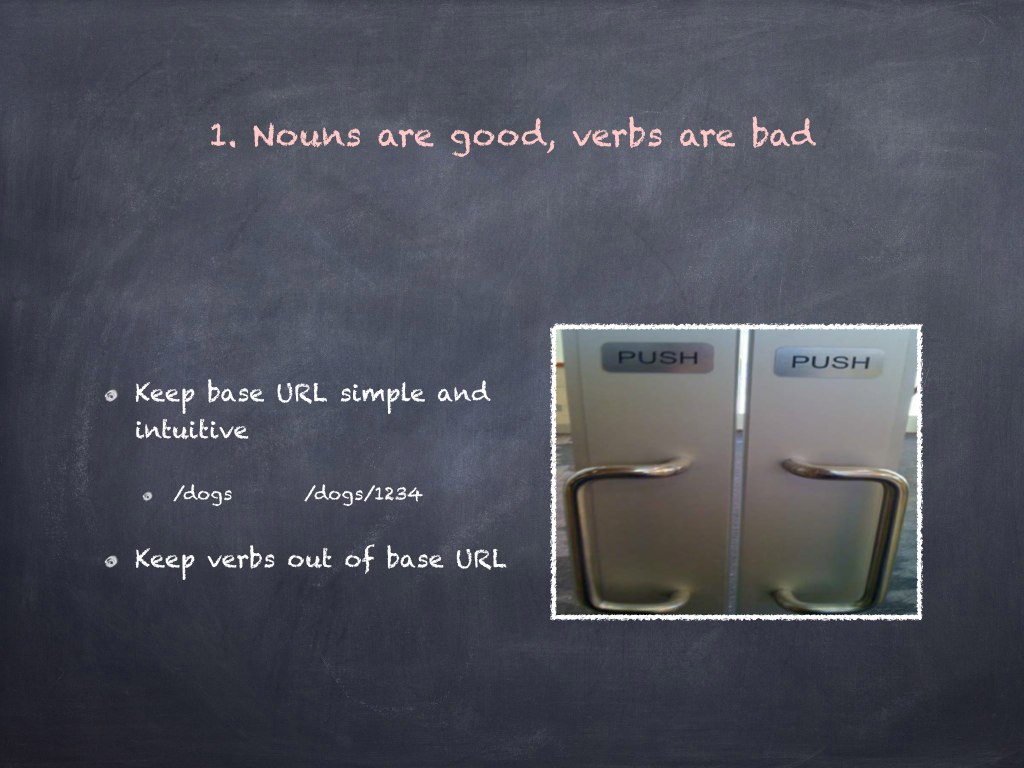 1. Nouns are good, verbs are bad
Keep base URL simple and
intuitive
/dogs /dogs/1234
Keep verbs out of base URL
PUSH PUSH